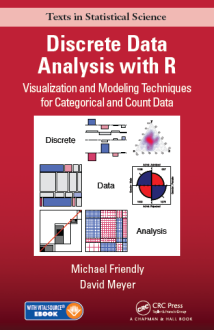 Texts in Statistical Science
Discrete Data
Analysis with R
Visualization and Modeling Techniques
for Categorical and Count Data
Discrete
Data
Analysis
Michael Friendly
David Meyer
WITH VITALSOURCE®
EBOOK
CRC Press
Taylor & Francis Group
A CHAPMAN & HALL BOOK